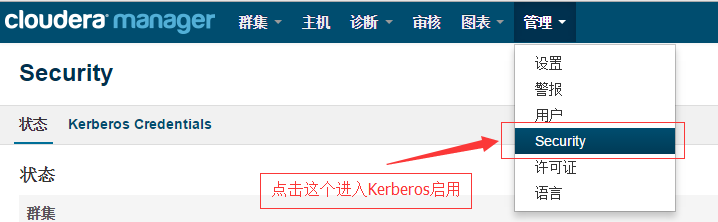 cloudera manager 群集 主机 诊断 审核 图表 管理
Security
设置
警报
用户
Security
许可证
语言
状态 Kerberos Credentials
状态
点击这个进入Kerberos启用
群集